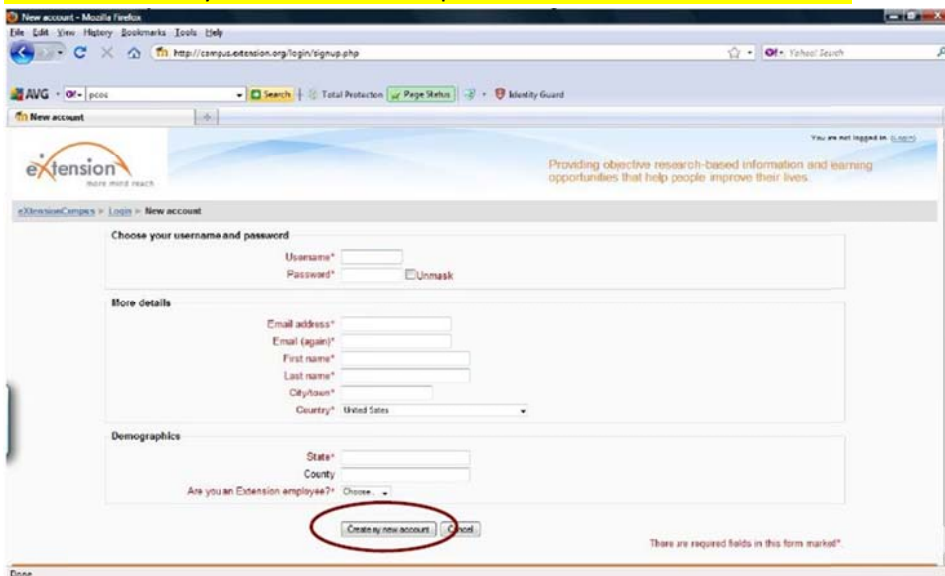 New account - Mozilla Firefox
File Edit View History Bookmarks Tools Help
http://campus.extension.org/login/signup.php
Yahoo! Search
AVG pcos Search Total Protection Page Status Identity Guard
New account
You are not logged in. (Login)
eXtension
more mind reach
Providing objective research-based information and learning
opportunities that help people improve their lives.
eXtensionCampus ► Login ► New account
Choose your username and password
Username*
Password* Unmask
More details
Email address*
Email (again)*
First name*
Last name*
City/town*
Country* United States
Demographics
State*
County
Are you an Extension employee?* Choose...
Create my new account Cancel
There are required fields in this form marked*.
Done